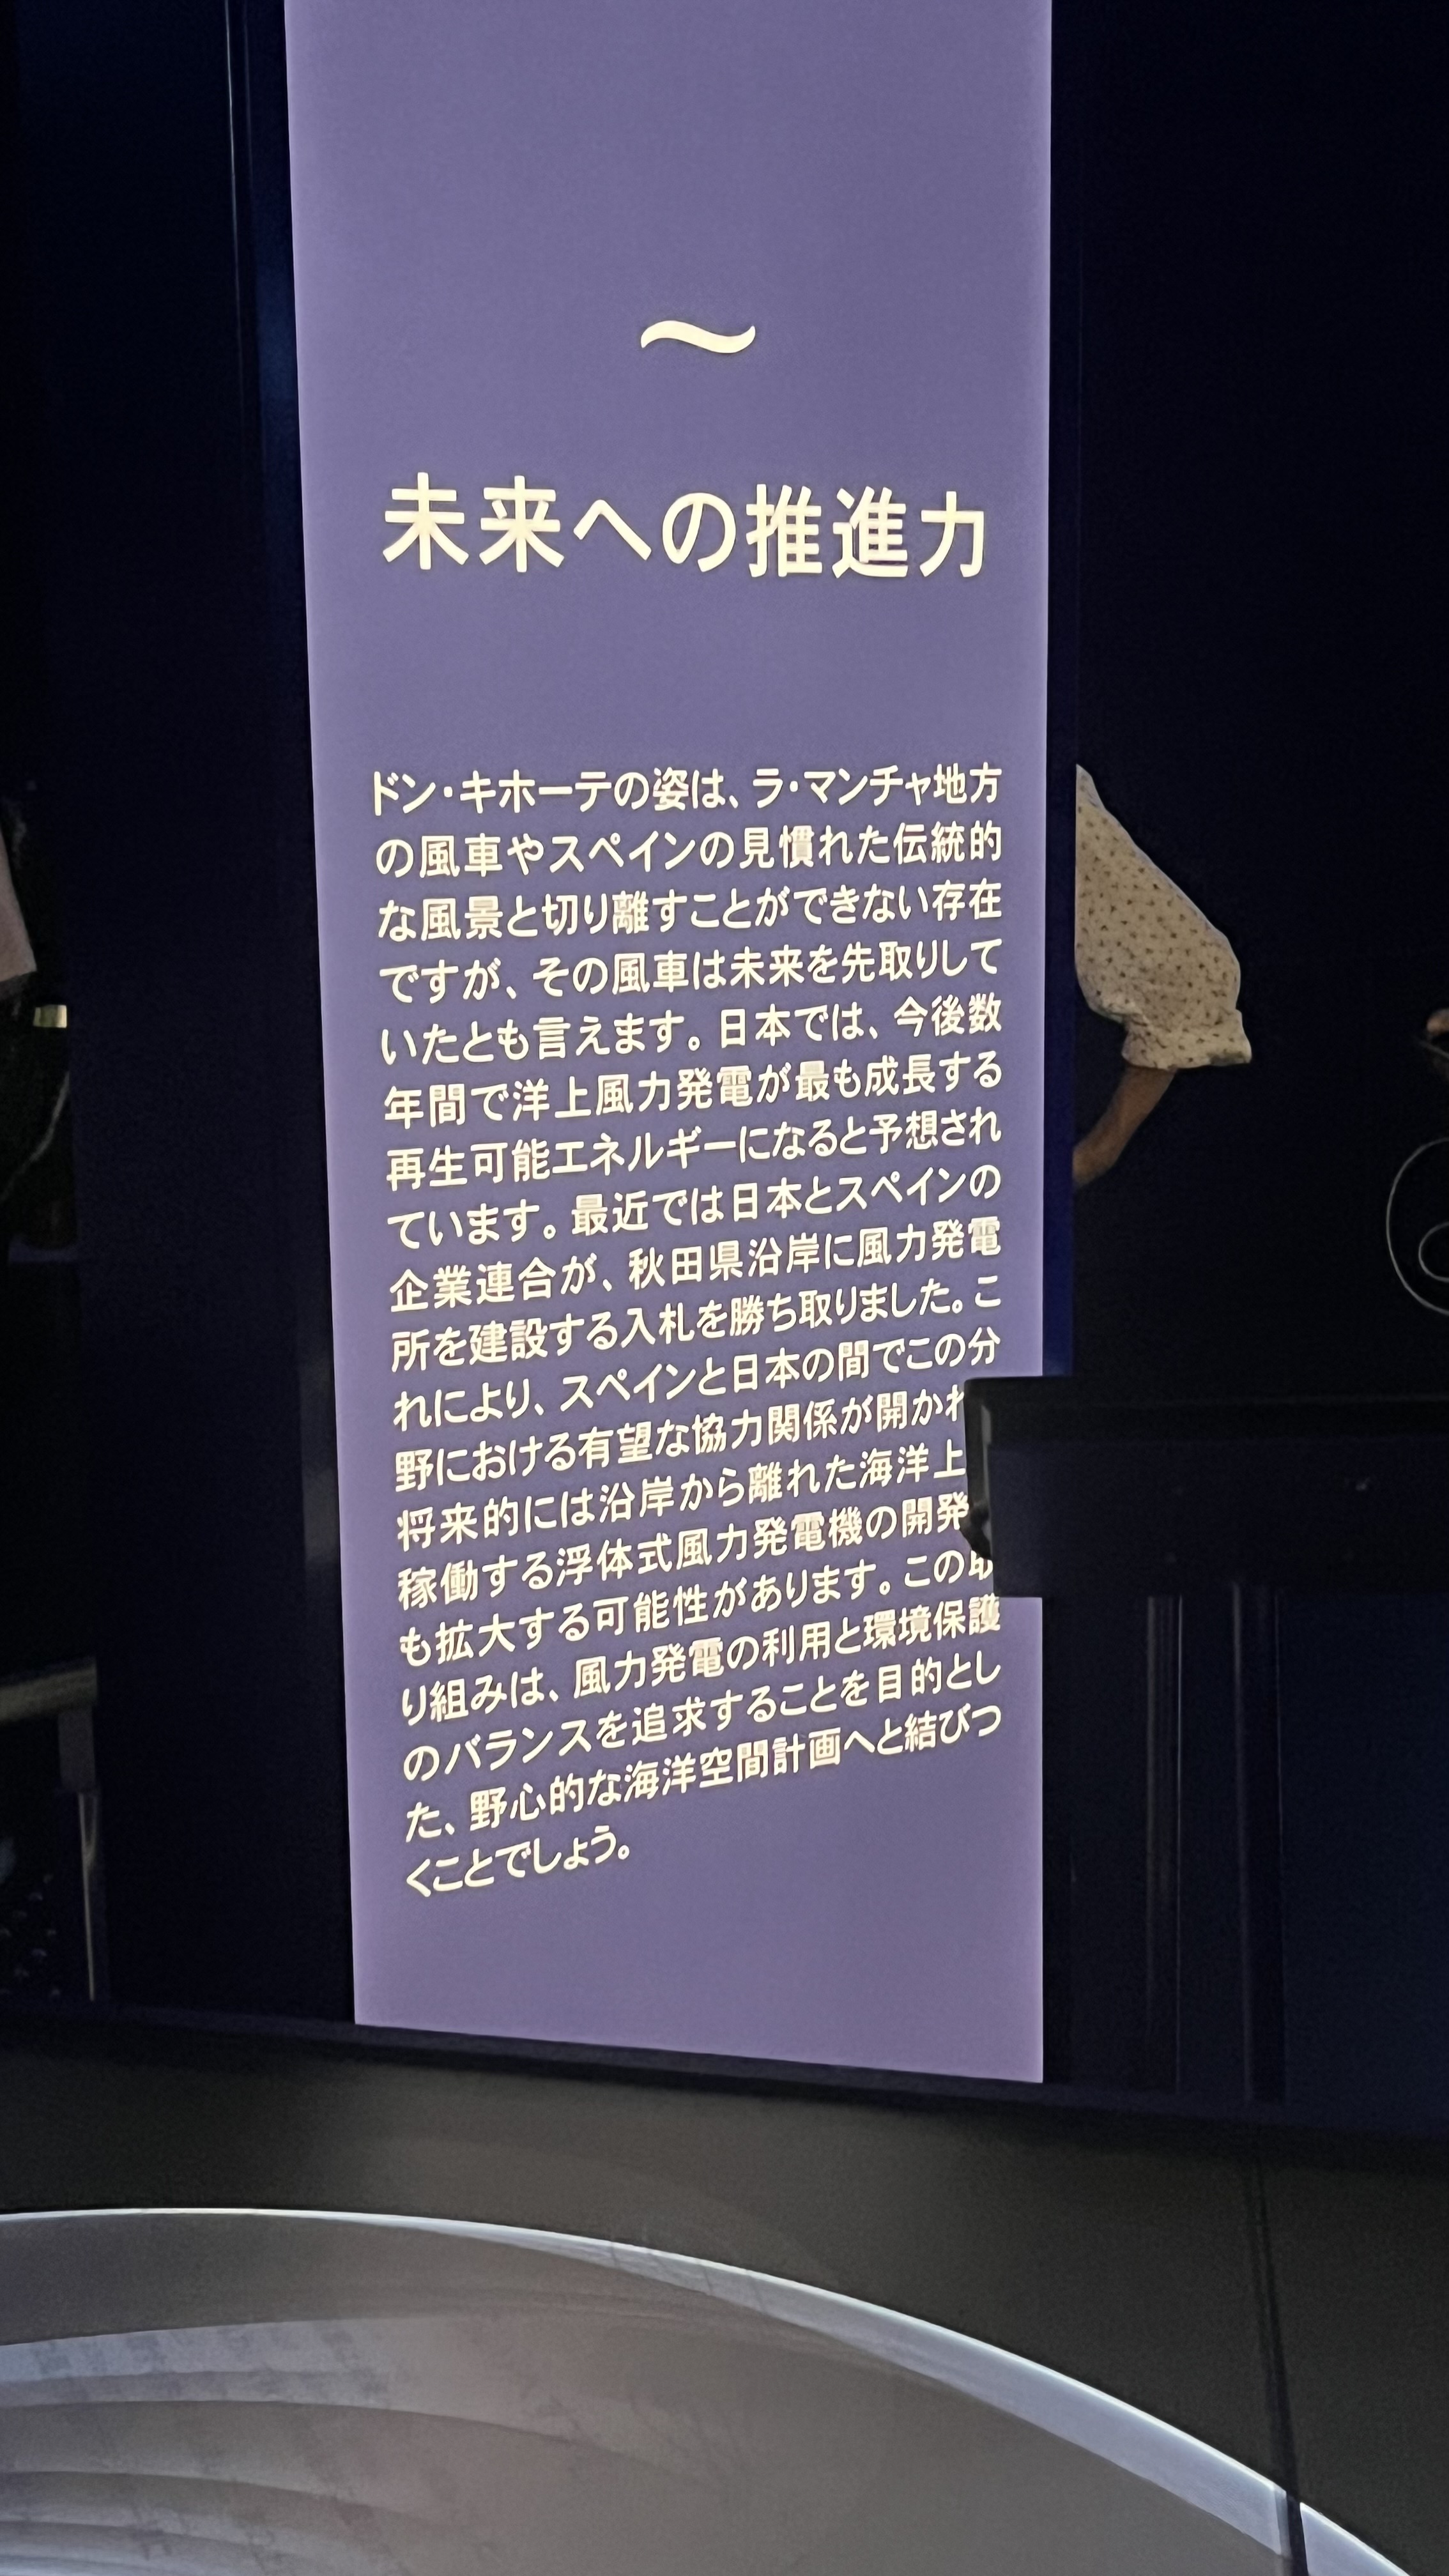 ～
未来への推進力
ドン・キホーテの姿は、ラ・マンチャ地方
の風車やスペインの見慣れた伝統的
な風景と切り離すことができない存在
ですが、その風車は未来を先取りして
いたとも言えます。日本では、今後数
年間で洋上風力発電が最も成長する
再生可能エネルギーになると予想され
ています。最近では日本とスペインの
企業連合が、秋田県沿岸に風力発電
所を建設する入札を勝ち取りました。こ
れにより、スペインと日本の間でこの分
野における有望な協力関係が開かれ
将来的には沿岸から離れた海洋上
稼働する浮体式風力発電機の開発
も拡大する可能性があります。この取
り組みは、風力発電の利用と環境保護
のバランスを追求することを目的とし
た、野心的な海洋空間計画へと結びつ
くことでしょう。